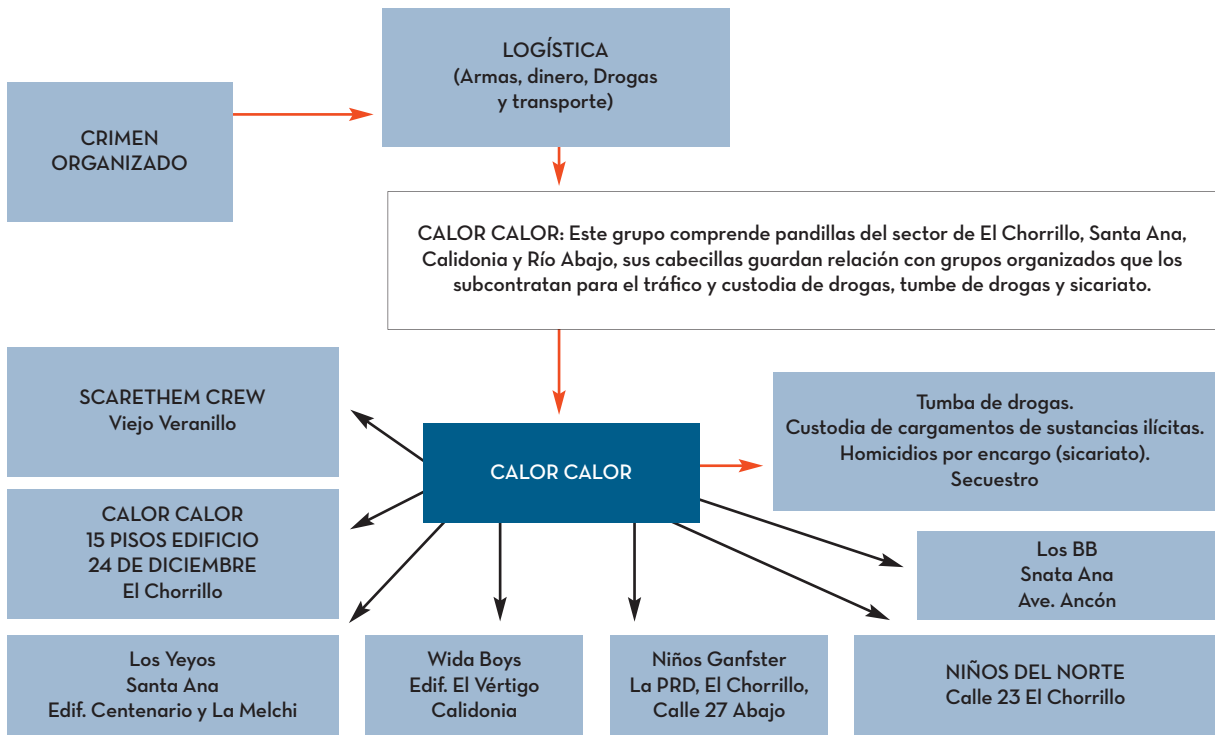 LOGÍSTICA
(Armas, dinero, Drogas
y transporte)
CRIMEN
ORGANIZADO
CALOR CALOR: Este grupo comprende pandillas del sector de El Chorrillo, Santa Ana,
Calidonia y Río Abajo, sus cabecillas guardan relación con grupos organizados que los
subcontratan para el tráfico y custodia de drogas, tumbe de drogas y sicariato.
SCARETHEM CREW
Viejo Veranillo
Tumba de drogas.
Custodia de cargamentos de sustancias ilícitas.
Homicidios por encargo (sicariato).
Secuestro
CALOR CALOR
CALOR CALOR
15 PISOS EDIFICIO
24 DE DICIEMBRE
El Chorrillo
Los BB
Snata Ana
Ave. Ancón
Los Yeyos
Santa Ana
Edif. Centenario y La Melchi
Wida Boys
Edif. El Vértigo
Calidonia
Niños Ganfster
La PRD, El Chorrillo,
Calle 27 Abajo
NIÑOS DEL NORTE
Calle 23 El Chorrillo